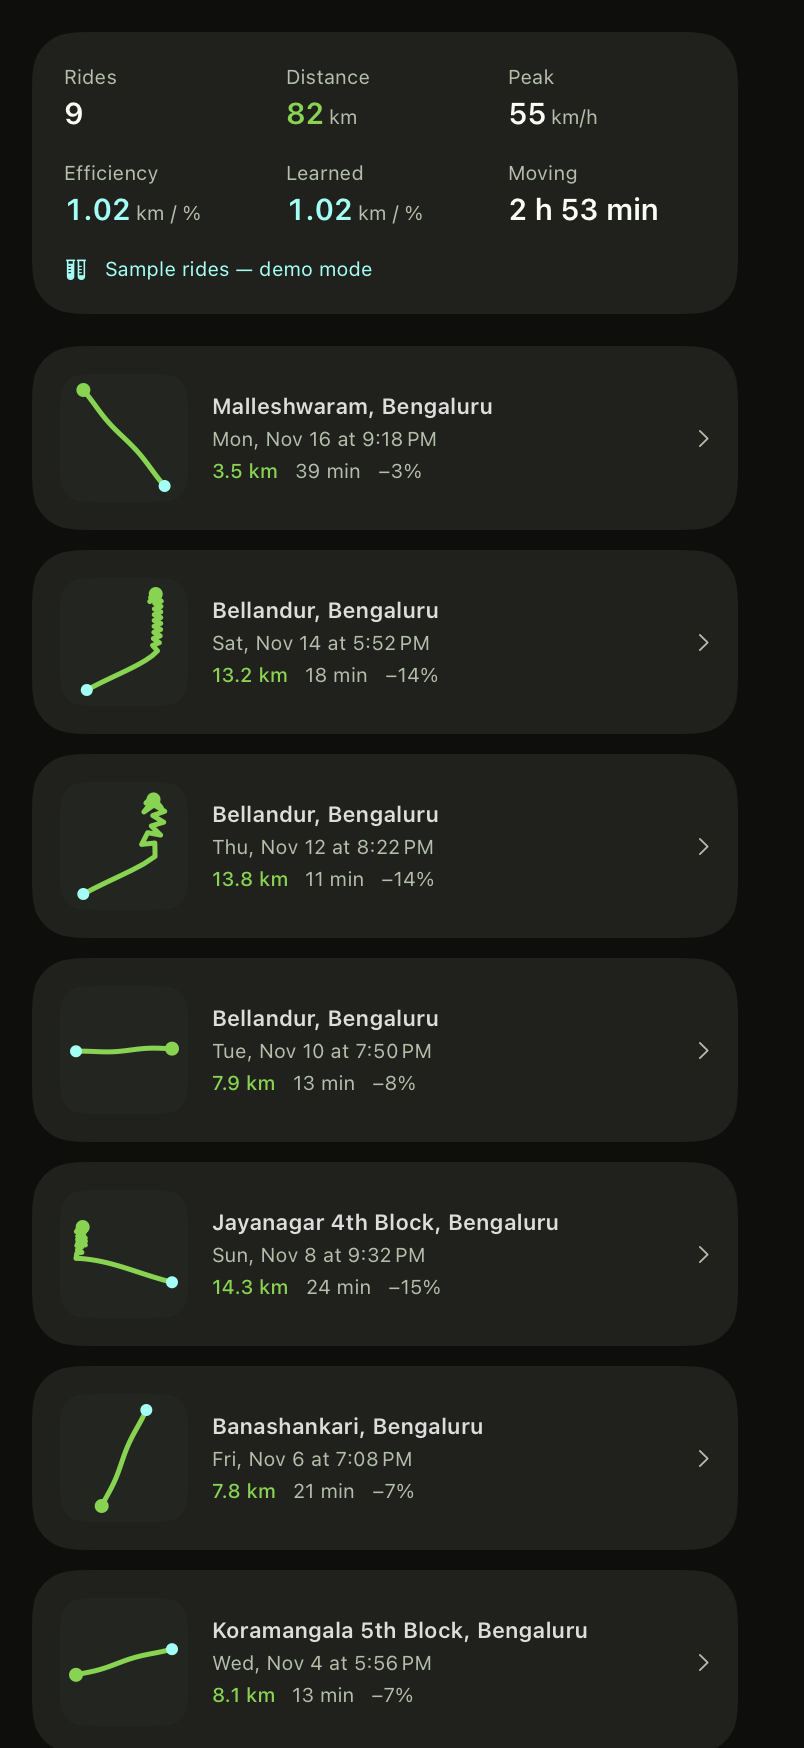 Rides Distance Peak
9 82 km 55 km/h
Efficiency Learned Moving
1.02 km / % 1.02 km / % 2 h 53 min
Sample rides — demo mode
Malleshwaram, Bengaluru
Mon, Nov 16 at 9:18 PM
3.5 km 39 min −3%
Bellandur, Bengaluru
Sat, Nov 14 at 5:52 PM
13.2 km 18 min −14%
Bellandur, Bengaluru
Thu, Nov 12 at 8:22 PM
13.8 km 11 min −14%
Bellandur, Bengaluru
Tue, Nov 10 at 7:50 PM
7.9 km 13 min −8%
Jayanagar 4th Block, Bengaluru
Sun, Nov 8 at 9:32 PM
14.3 km 24 min −15%
Banashankari, Bengaluru
Fri, Nov 6 at 7:08 PM
7.8 km 21 min −7%
Koramangala 5th Block, Bengaluru
Wed, Nov 4 at 5:56 PM
8.1 km 13 min −7%